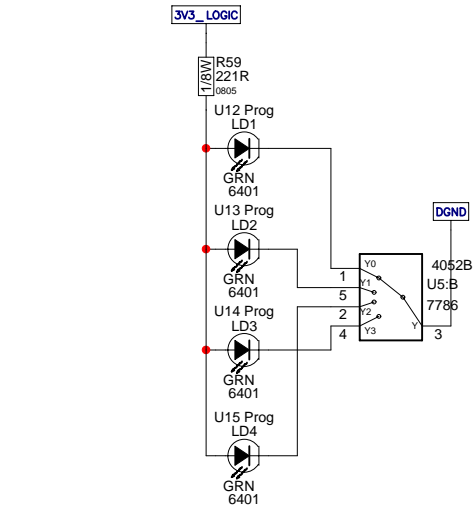 3V3_LOGIC
R59
1/8W
221R
0805
U12 Prog
LD1
GRN
6401
U13 Prog
LD2
GRN
6401
U14 Prog
LD3
GRN
6401
U15 Prog
LD4
GRN
6401
DGND
4052B
U5:B
7786
Y0
1
Y1
5
Y2
2
Y3
4
Y
3